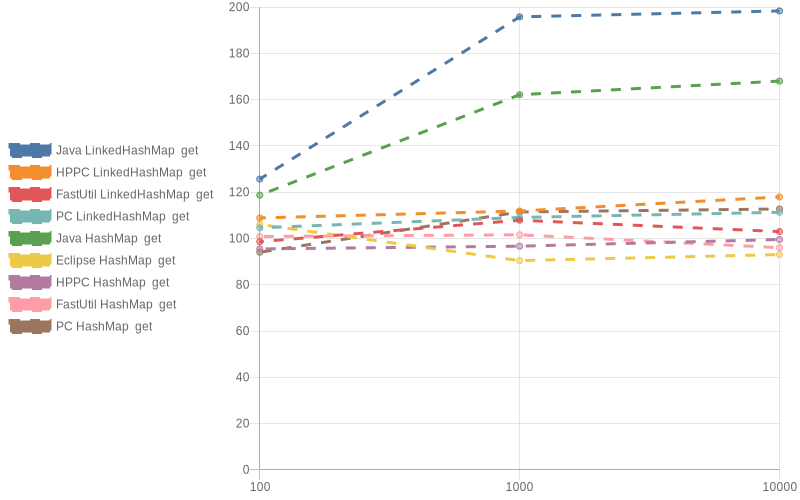 200
180
160
140
120
100
80
60
40
20
0
Java LinkedHashMap get
HPPC LinkedHashMap get
FastUtil LinkedHashMap get
PC LinkedHashMap get
Java HashMap get
Eclipse HashMap get
HPPC HashMap get
FastUtil HashMap get
PC HashMap get
100 1000 10000